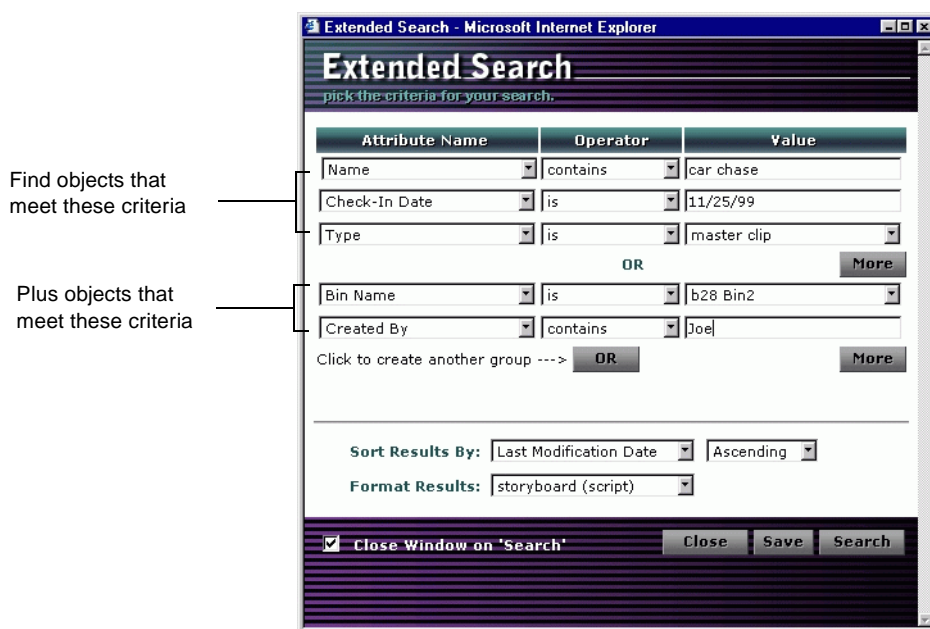 Extended Search - Microsoft Internet Explorer
Extended Search
pick the criteria for your search.
Attribute Name Operator Value
Find objects that
meet these criteria
Name contains car chase
Check-In Date is 11/25/99
Type is master clip
OR More
Plus objects that
meet these criteria
Bin Name is b28 Bin2
Created By contains Joe
Click to create another group ---> OR More
Sort Results By: Last Modification Date Ascending
Format Results: storyboard (script)
Close Window on 'Search' Close Save Search